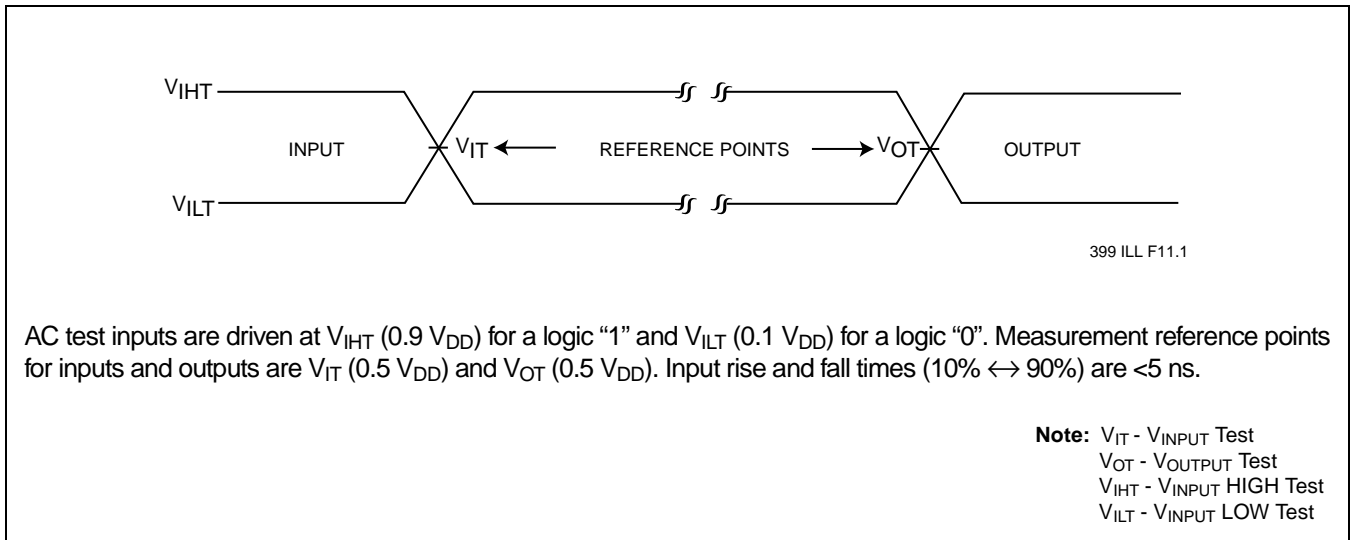 VIHT
INPUT
VIT
REFERENCE POINTS
VOT
OUTPUT
VILT
399 ILL F11.1
AC test inputs are driven at VIHT (0.9 VDD) for a logic “1” and VILT (0.1 VDD) for a logic “0”. Measurement reference points
for inputs and outputs are VIT (0.5 VDD) and VOT (0.5 VDD). Input rise and fall times (10% ↔ 90%) are <5 ns.
Note: VIT - VINPUT Test
VOT - VOUTPUT Test
VIHT - VINPUT HIGH Test
VILT - VINPUT LOW Test